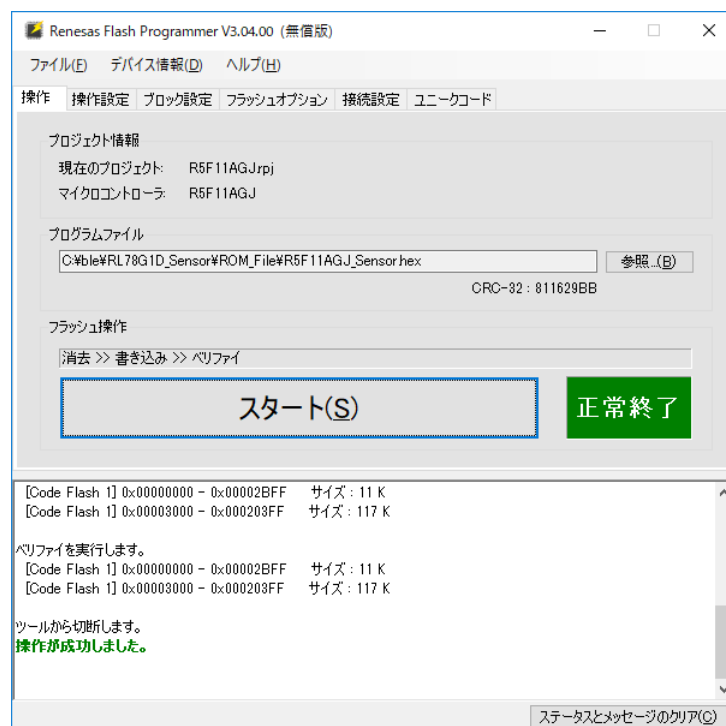 Renesas Flash Programmer V3.04.00 (無償版)
ファイル(F) デバイス情報(D) ヘルプ(H)
操作 操作設定 ブロック設定 フラッシュオプション 接続設定 ユニークコード
プロジェクト情報
現在のプロジェクト: R5F11AGJ.rpj
マイクロコントローラ: R5F11AGJ
プログラムファイル
C:¥ble¥RL78G1D_Sensor¥ROM_File¥R5F11AGJ_Sensor.hex 参照...(B)
CRC-32 : 811629BB
フラッシュ操作
消去 >> 書き込み >> ベリファイ
スタート(S) 正常終了
[Code Flash 1] 0x00000000 - 0x00002BFF サイズ : 11 K
[Code Flash 1] 0x00003000 - 0x000203FF サイズ : 117 K
ベリファイを実行します。
[Code Flash 1] 0x00000000 - 0x00002BFF サイズ : 11 K
[Code Flash 1] 0x00003000 - 0x000203FF サイズ : 117 K
ツールから切断します。
操作が成功しました。
ステータスとメッセージのクリア(C)